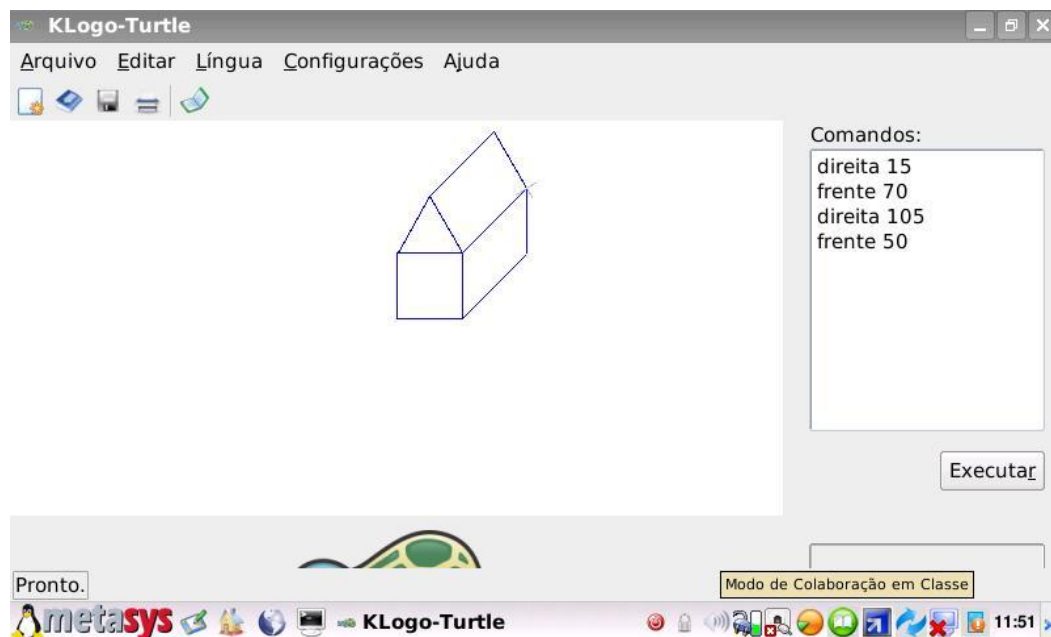 KLogo-Turtle
Arquivo Editar Língua Configurações Ajuda
Comandos:
direita 15
frente 70
direita 105
frente 50
Executar
Pronto.
Modo de Colaboração em Classe
metasys KLogo-Turtle 11:51